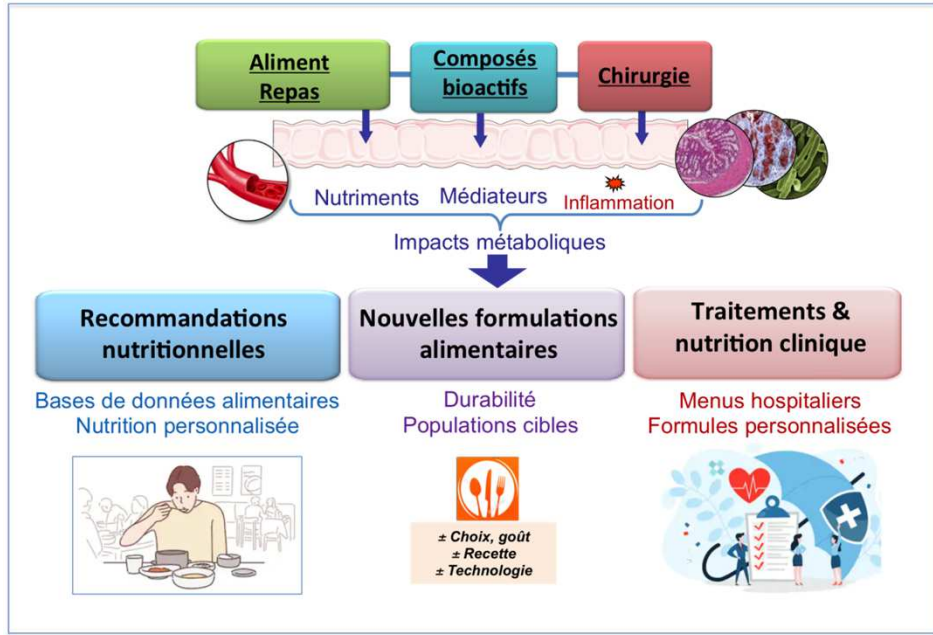 Aliment
Repas
Composés
bioactifs
Chirurgie
Nutriments
Médiateurs
Inflammation
Impacts métaboliques
Recommandations
nutritionnelles
Nouvelles formulations
alimentaires
Traitements &
nutrition clinique
Bases de données alimentaires
Nutrition personnalisée
Durabilité
Populations cibles
Menus hospitaliers
Formules personnalisées
± Choix, goût
± Recette
± Technologie